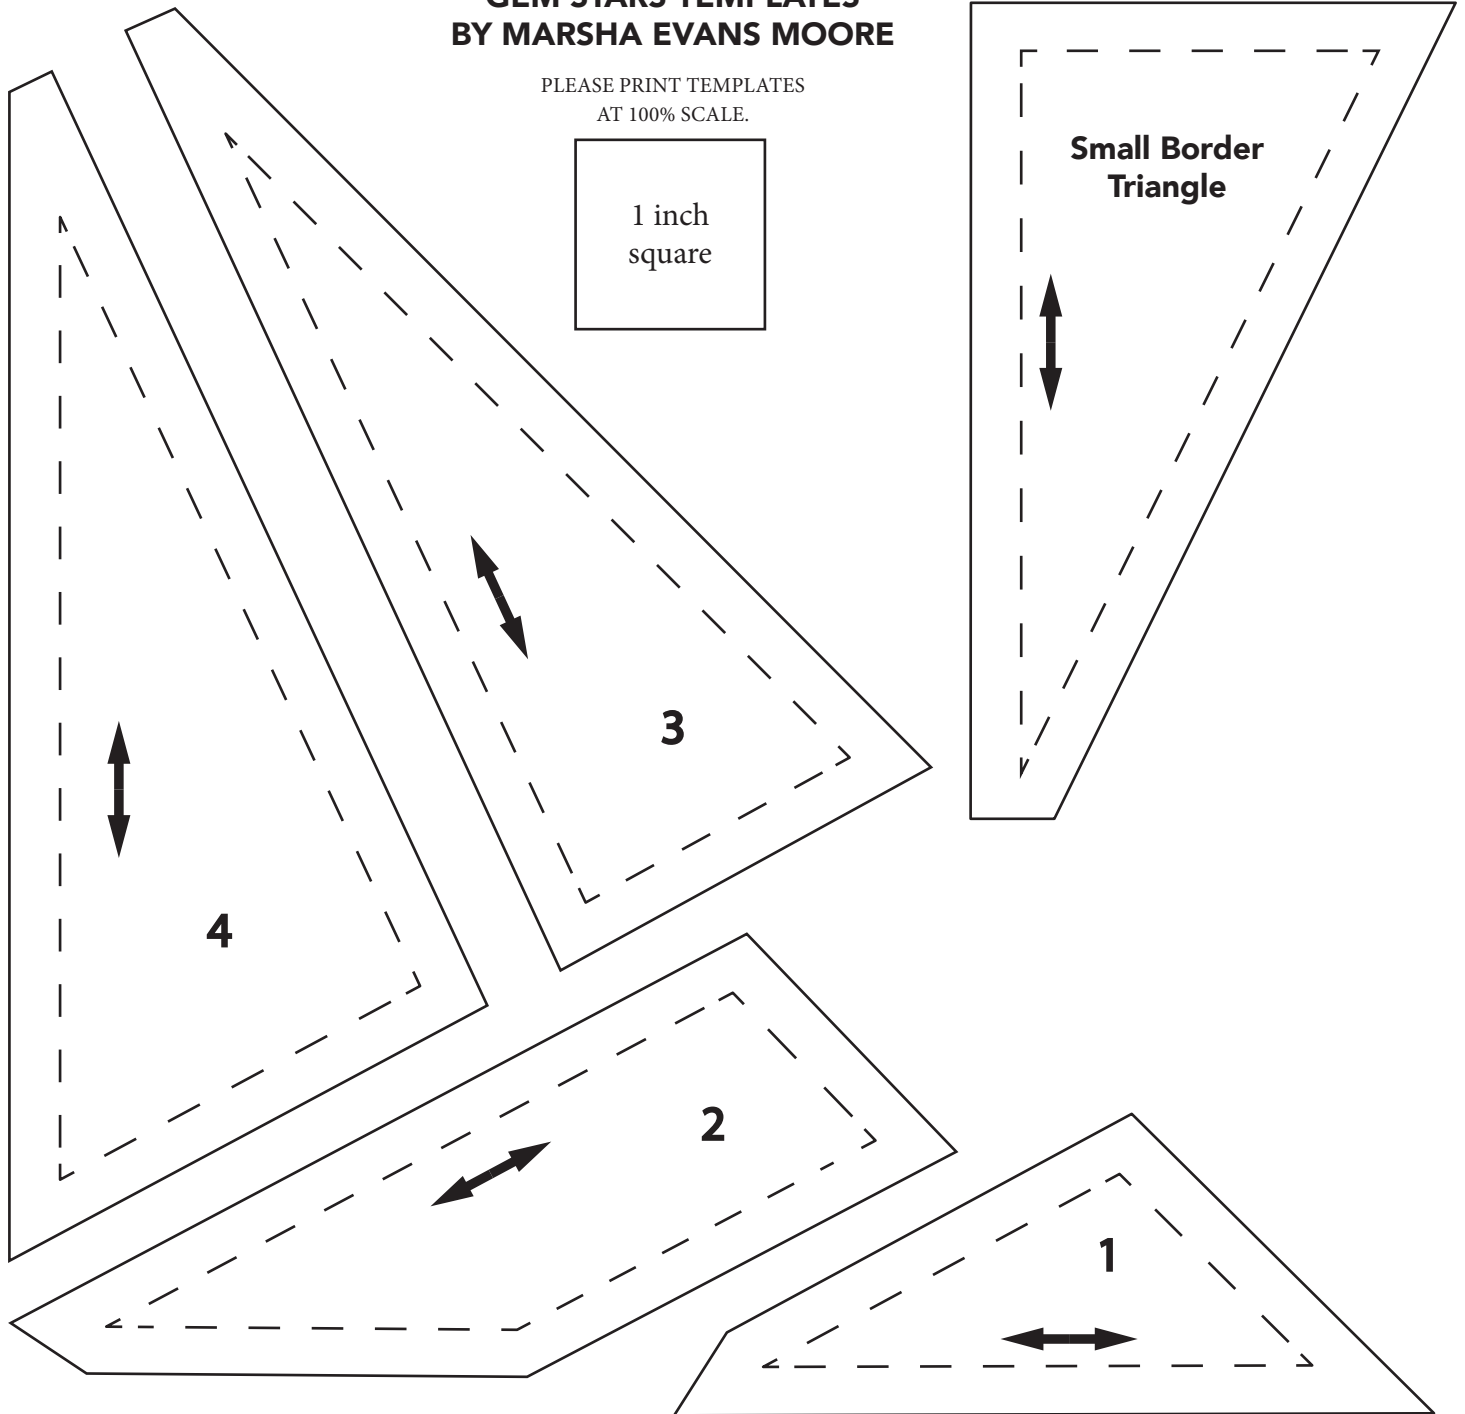 GEM STARS TEMPLATES
BY MARSHA EVANS MOORE
PLEASE PRINT TEMPLATES
AT 100% SCALE.
1 inch
square
Small Border
Triangle
3
4
2
1